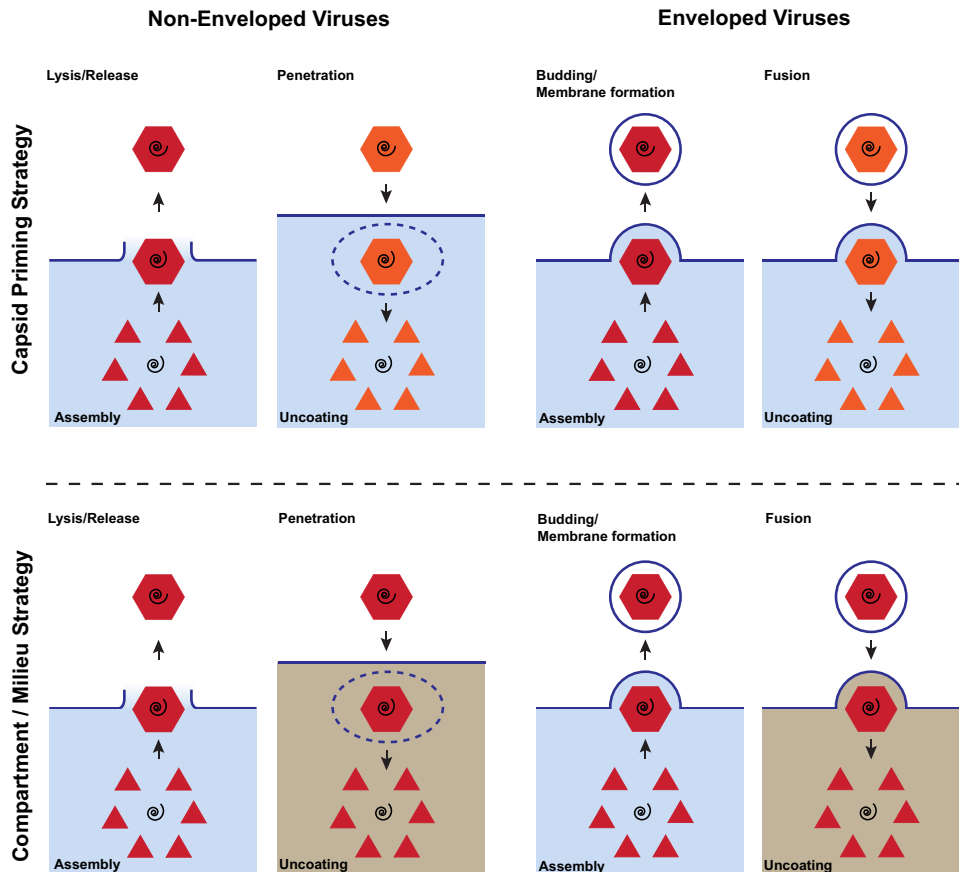 Non-Enveloped Viruses
Enveloped Viruses
Capsid Priming Strategy
Lysis/Release
Penetration
Budding/
Membrane formation
Fusion
Assembly
Uncoating
Assembly
Uncoating
Compartment / Milieu Strategy
Lysis/Release
Penetration
Budding/
Membrane formation
Fusion
Assembly
Uncoating
Assembly
Uncoating